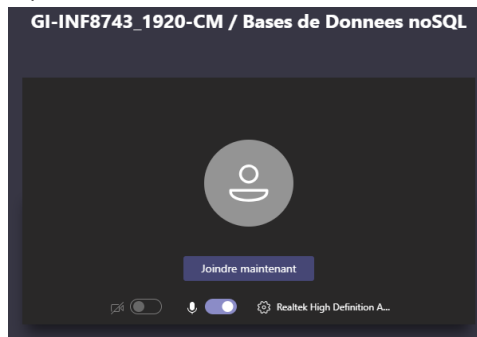 GI-INF8743_1920-CM / Bases de Donnees noSQL
Joindre maintenant
Realtek High Definition A...